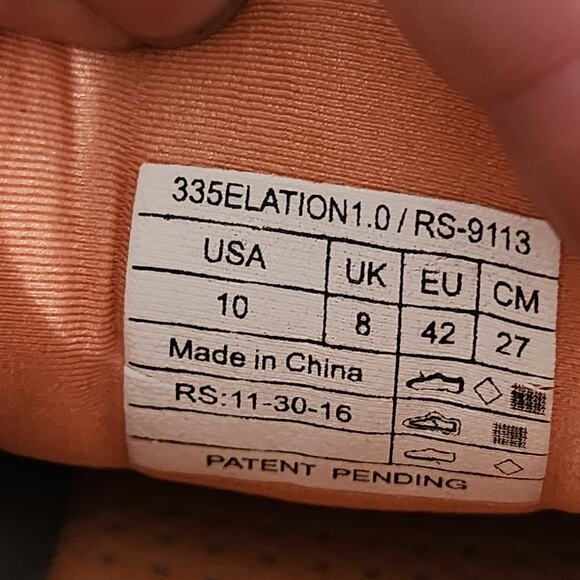 335ELATION1.0 / RS-9113
USA UK EU CM
10 8 42 27
Made in China
RS:11-30-16
PATENT PENDING